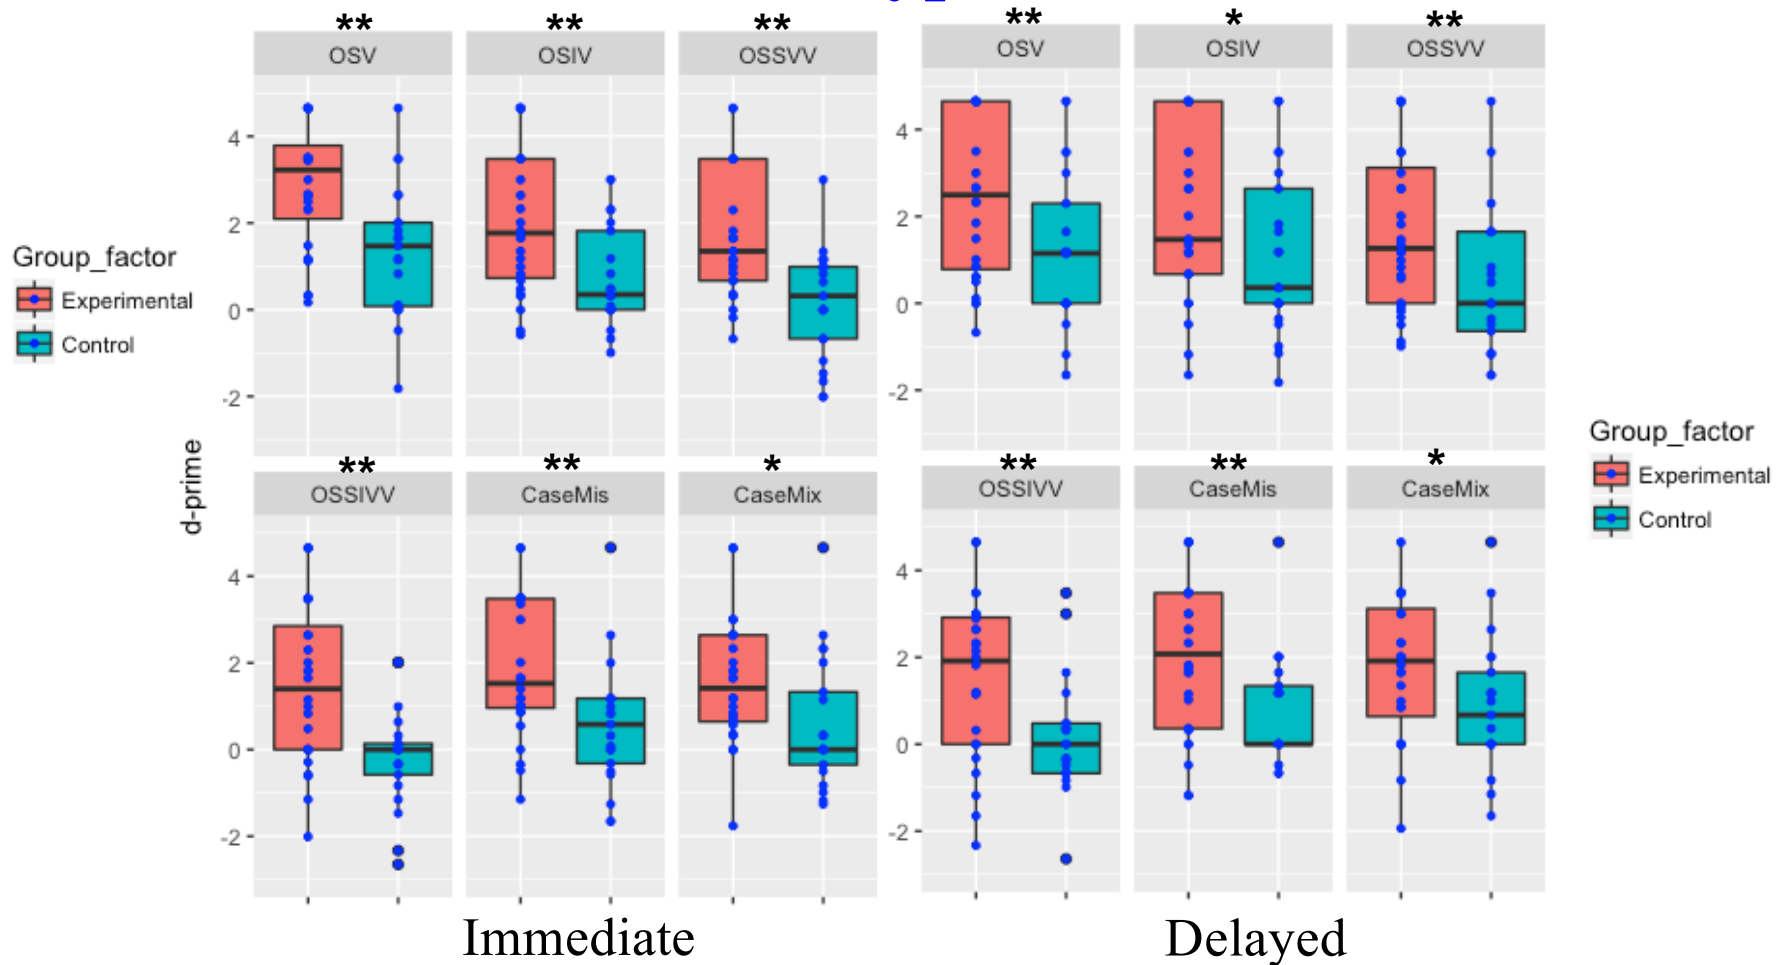 ** ** **
OSV OSIV OSSVV
4
2
0
-2
** ** *
OSSIVV CaseMis CaseMix
4
2
0
-2
d-prime
Group_factor
Experimental
Control
Immediate
** * **
OSV OSIV OSSVV
4
2
0
-2
** ** *
OSSIVV CaseMis CaseMix
4
2
0
-2
Group_factor
Experimental
Control
Delayed